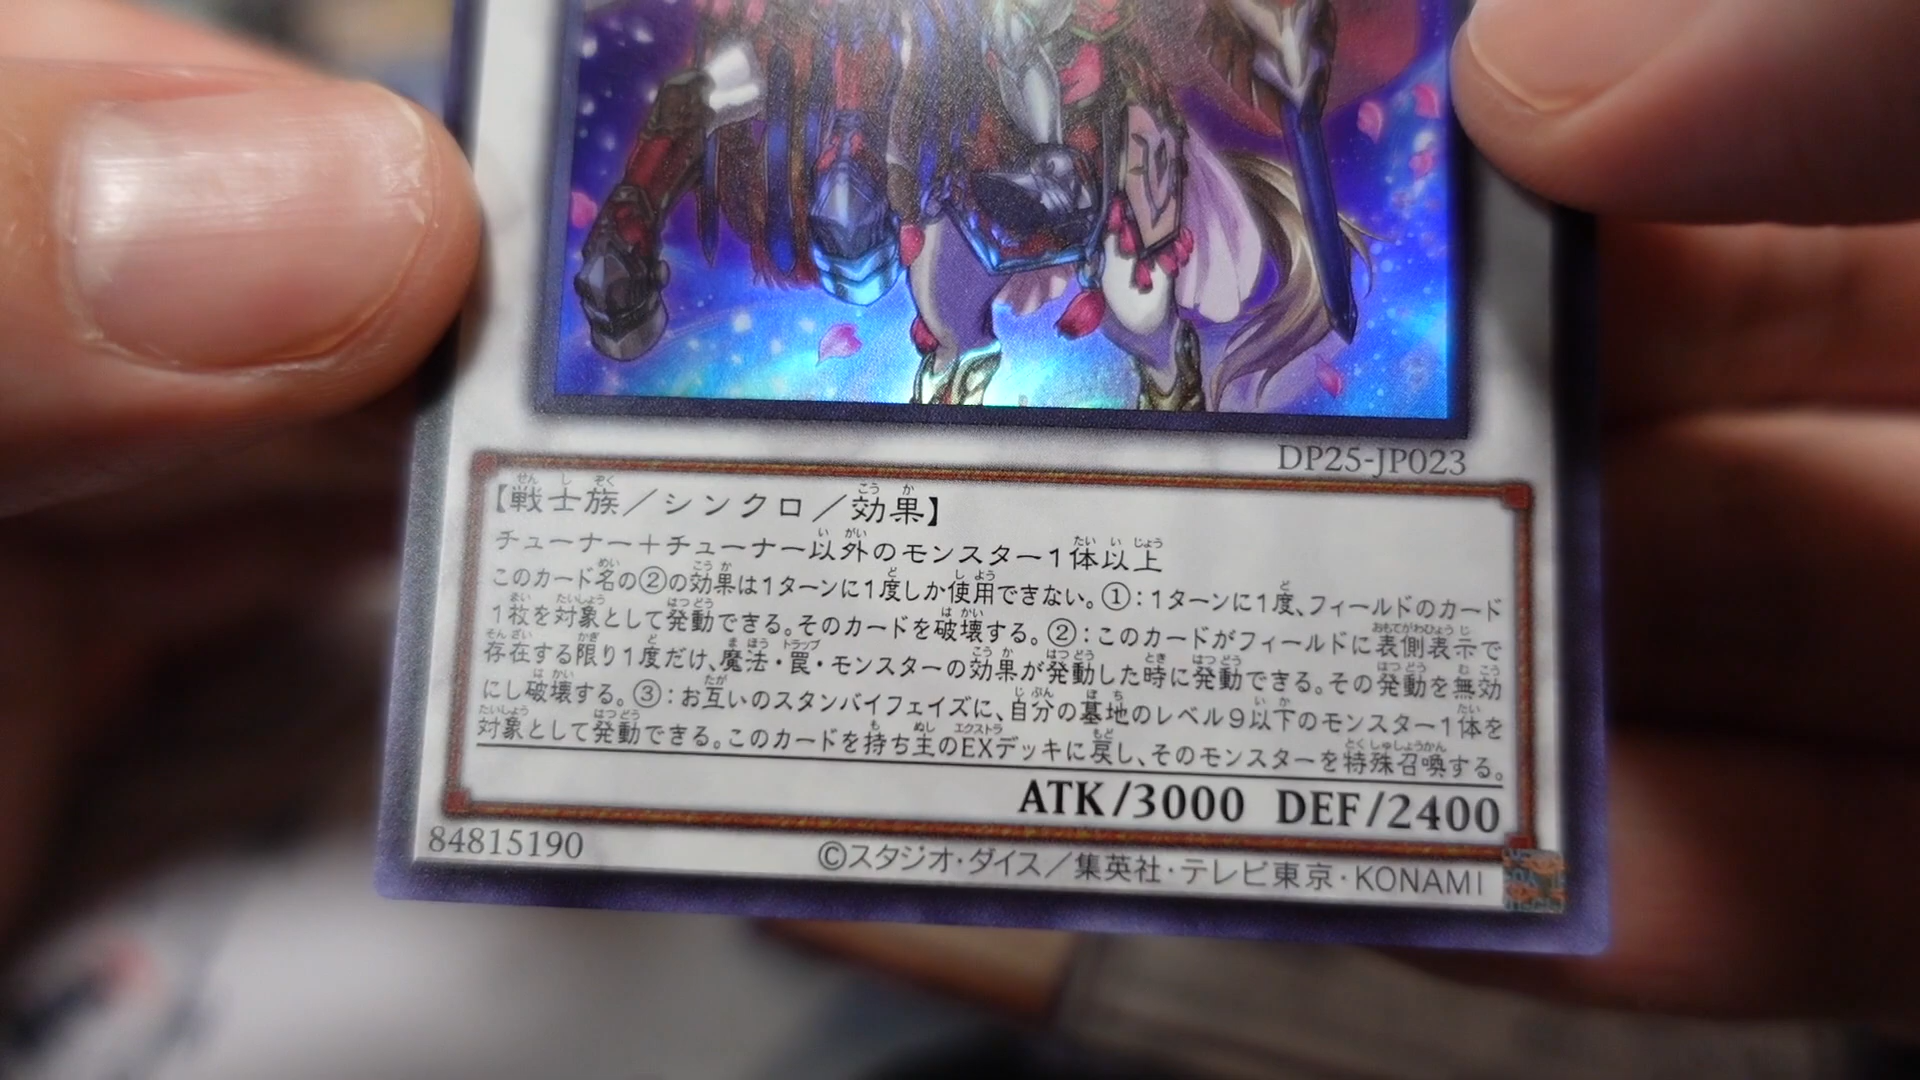 DP25-JP023
【戦士族／シンクロ／効果】
チューナー＋チューナー以外のモンスター1体以上
このカード名の②の効果は1ターンに1度しか使用できない。①：1ターンに1度、フィールドのカード
1枚を対象として発動できる。そのカードを破壊する。②：このカードがフィールドに表側表示で
存在する限り1度だけ、魔法・罠・モンスターの効果が発動した時に発動できる。その発動を無効
にし破壊する。③：お互いのスタンバイフェイズに、自分の墓地のレベル9以下のモンスター1体を
対象として発動できる。このカードを持ち主のEXデッキに戻し、そのモンスターを特殊召喚する。
ATK/3000 DEF/2400
84815190
©スタジオ・ダイス／集英社・テレビ東京・KONAMI